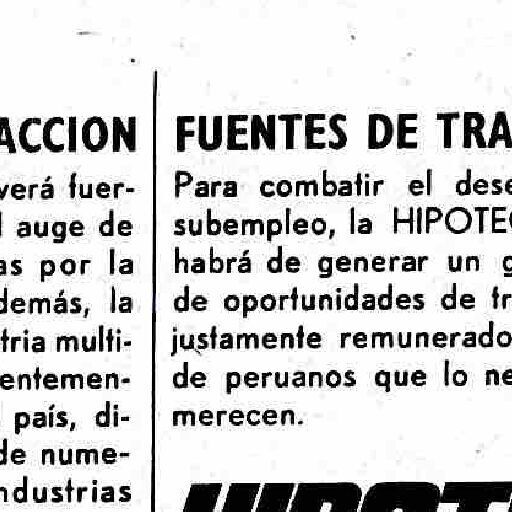 ACCION
verá fuer-
auge de
as por la
demás, la
tria multi-
entemen-
país, di-
de nume-
ndustrias
FUENTES DE TRA
Para combatir el dese
subempleo, la HIPOTEC
habrá de generar un g
de oportunidades de tr
justamente remunerado
de peruanos que lo ne
merecen.
HIPOTE